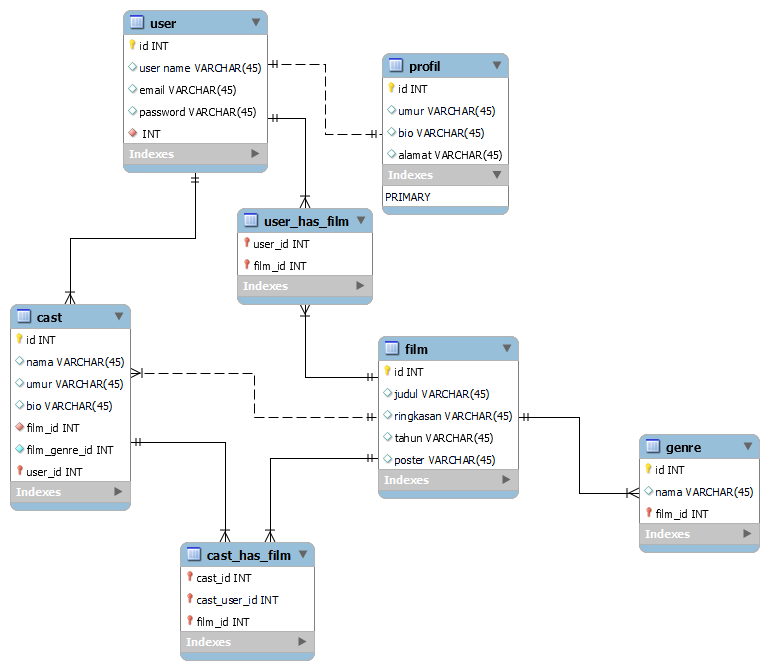 user
id INT
user name VARCHAR(45)
email VARCHAR(45)
password VARCHAR(45)
INT
Indexes
profil
id INT
umur VARCHAR(45)
bio VARCHAR(45)
alamat VARCHAR(45)
Indexes
PRIMARY
user_has_film
user_id INT
film_id INT
Indexes
cast
id INT
nama VARCHAR(45)
umur VARCHAR(45)
bio VARCHAR(45)
film_id INT
film_genre_id INT
user_id INT
Indexes
film
id INT
judul VARCHAR(45)
ringkasan VARCHAR(45)
tahun VARCHAR(45)
poster VARCHAR(45)
Indexes
genre
id INT
nama VARCHAR(45)
film_id INT
Indexes
cast_has_film
cast_id INT
cast_user_id INT
film_id INT
Indexes